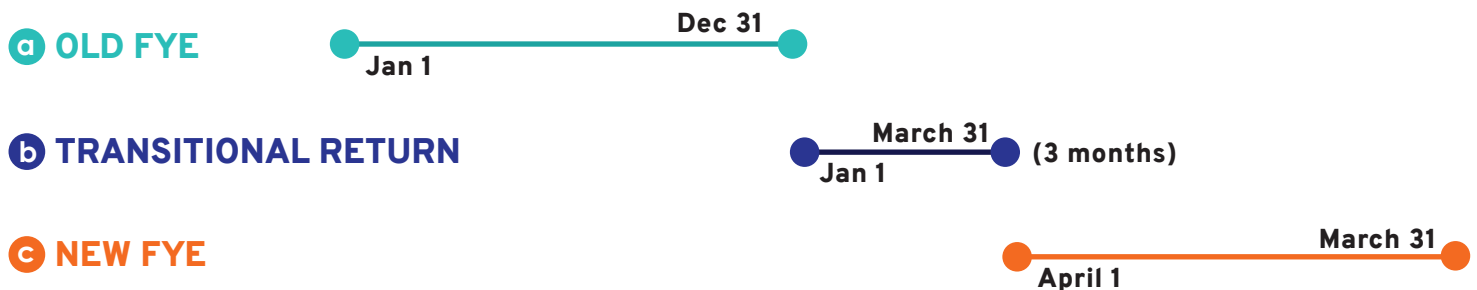 a OLD FYE
Dec 31
Jan 1
b TRANSITIONAL RETURN
March 31
(3 months)
Jan 1
c NEW FYE
March 31
April 1